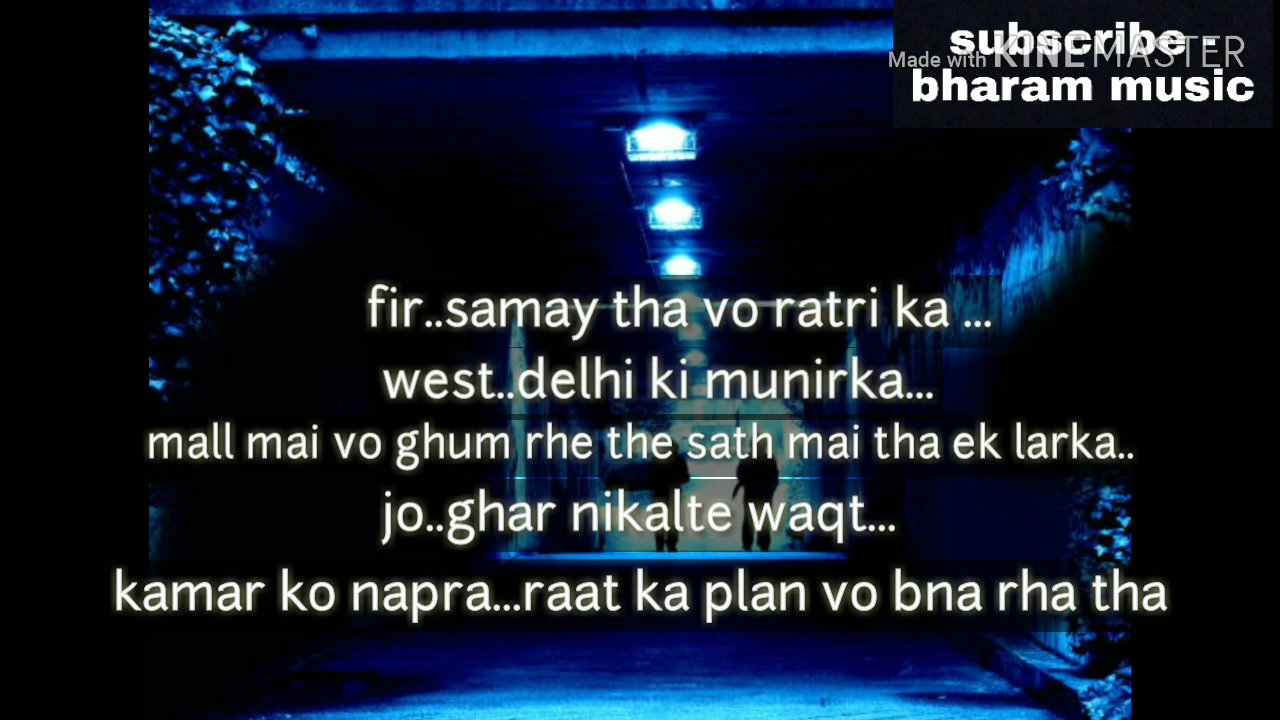 subscribe -
Made with KINEMASTER
bharam music
fir..samay tha vo ratri ka ...
west..delhi ki munirka...
mall mai vo ghum rhe the sath mai tha ek larka..
jo..ghar nikalte waqt...
kamar ko napra...raat ka plan vo bna rha tha